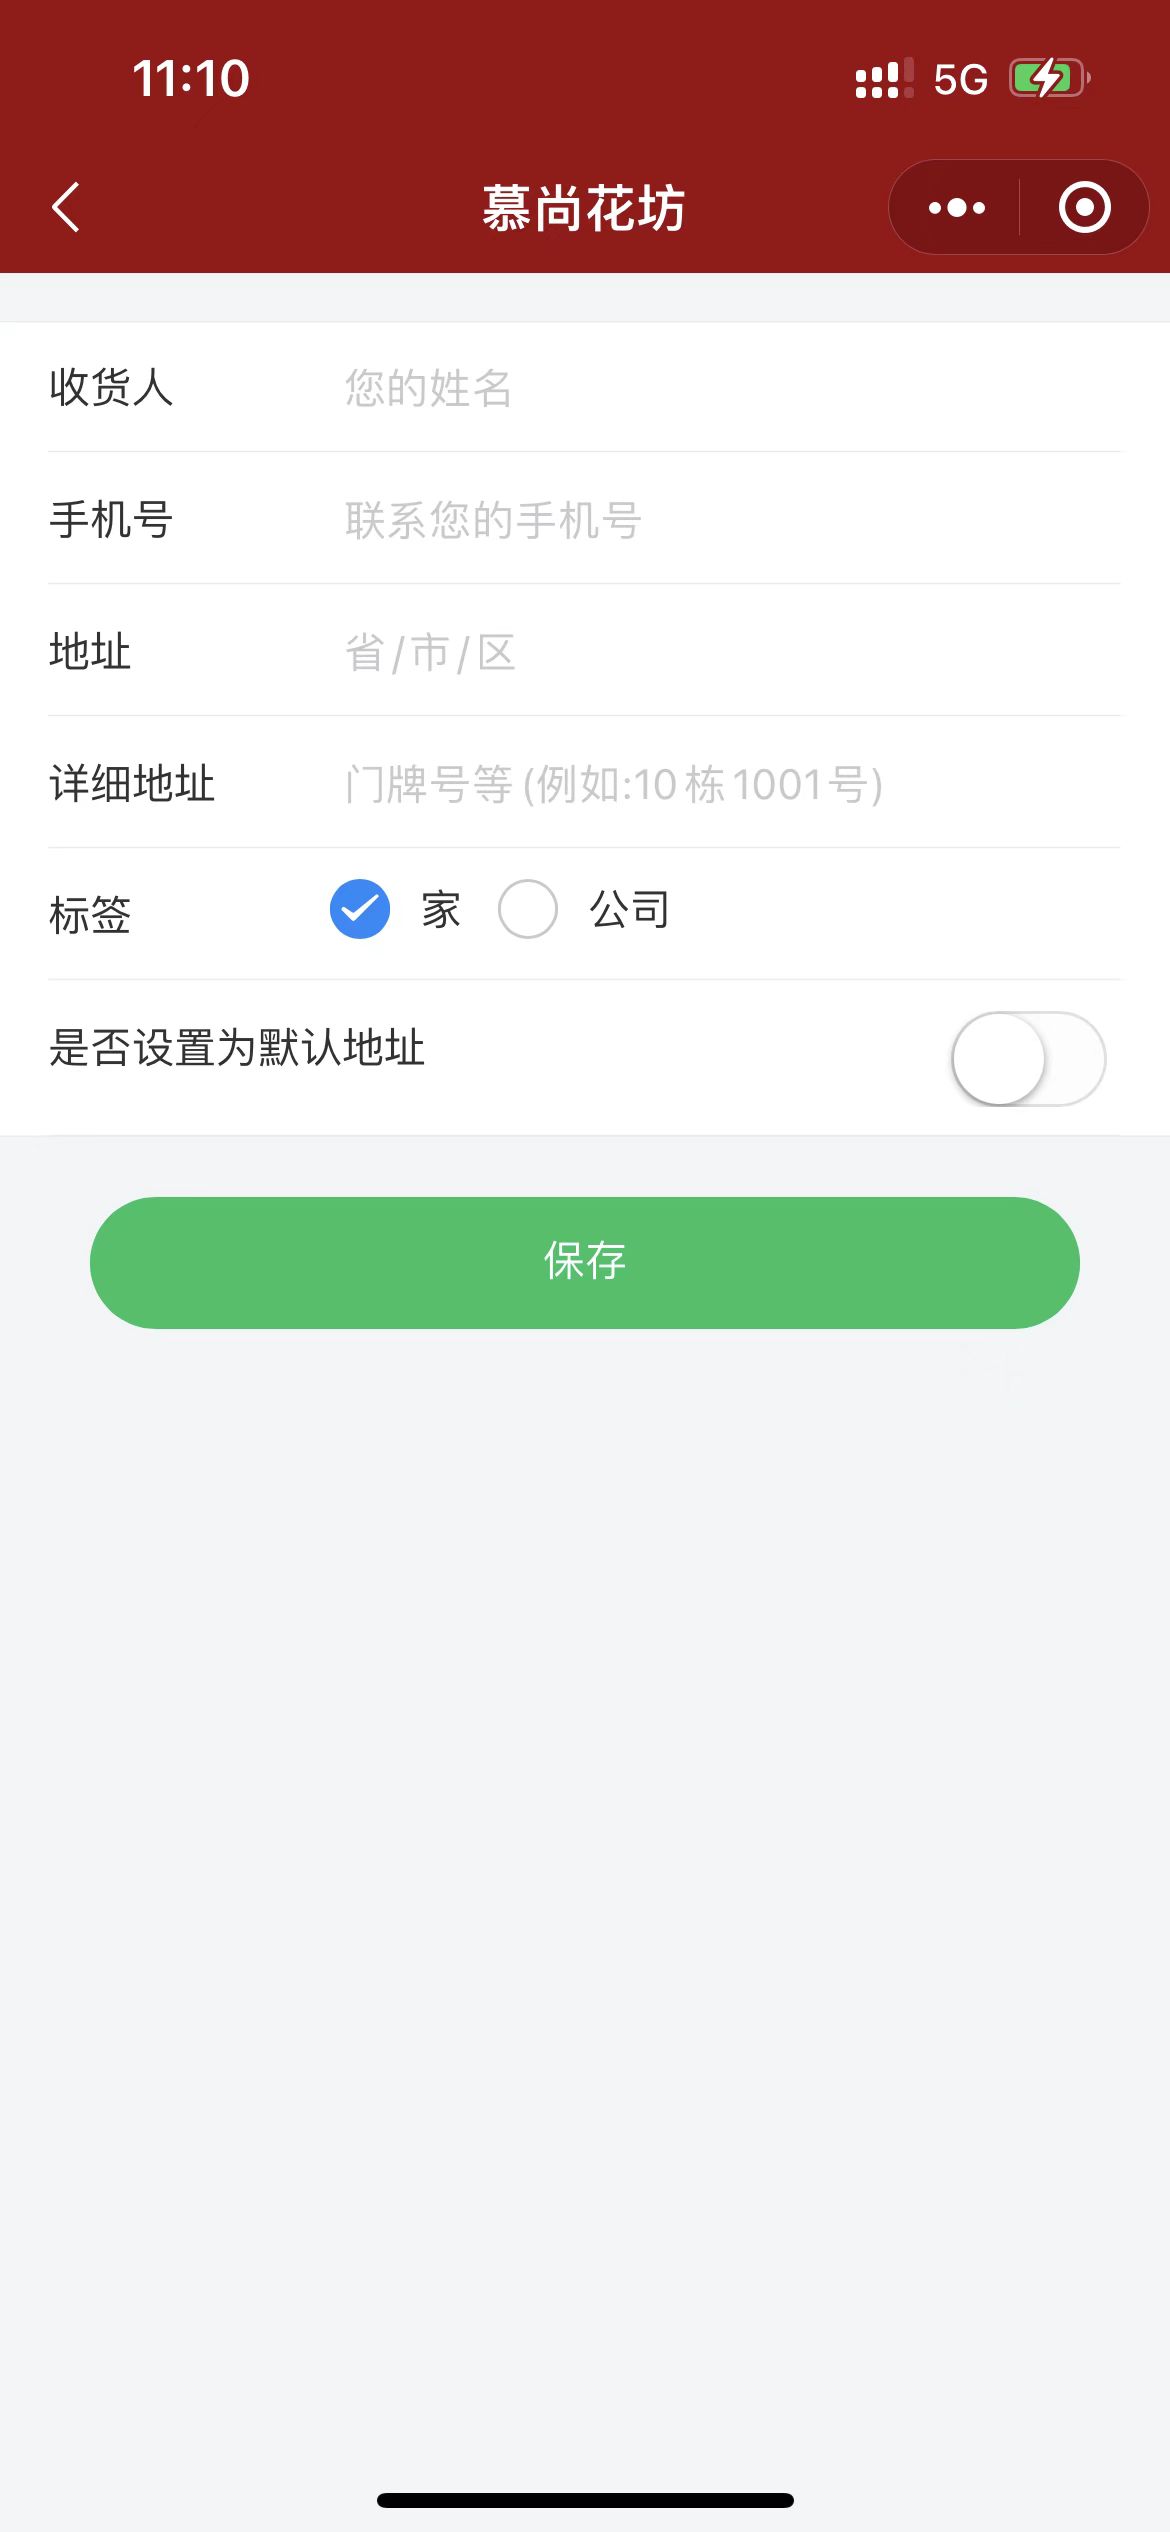 11:10
5G
慕尚花坊
收货人 您的姓名
手机号 联系您的手机号
地址 省/市/区
详细地址 门牌号等(例如:10栋1001号)
标签 家 公司
是否设置为默认地址
保存